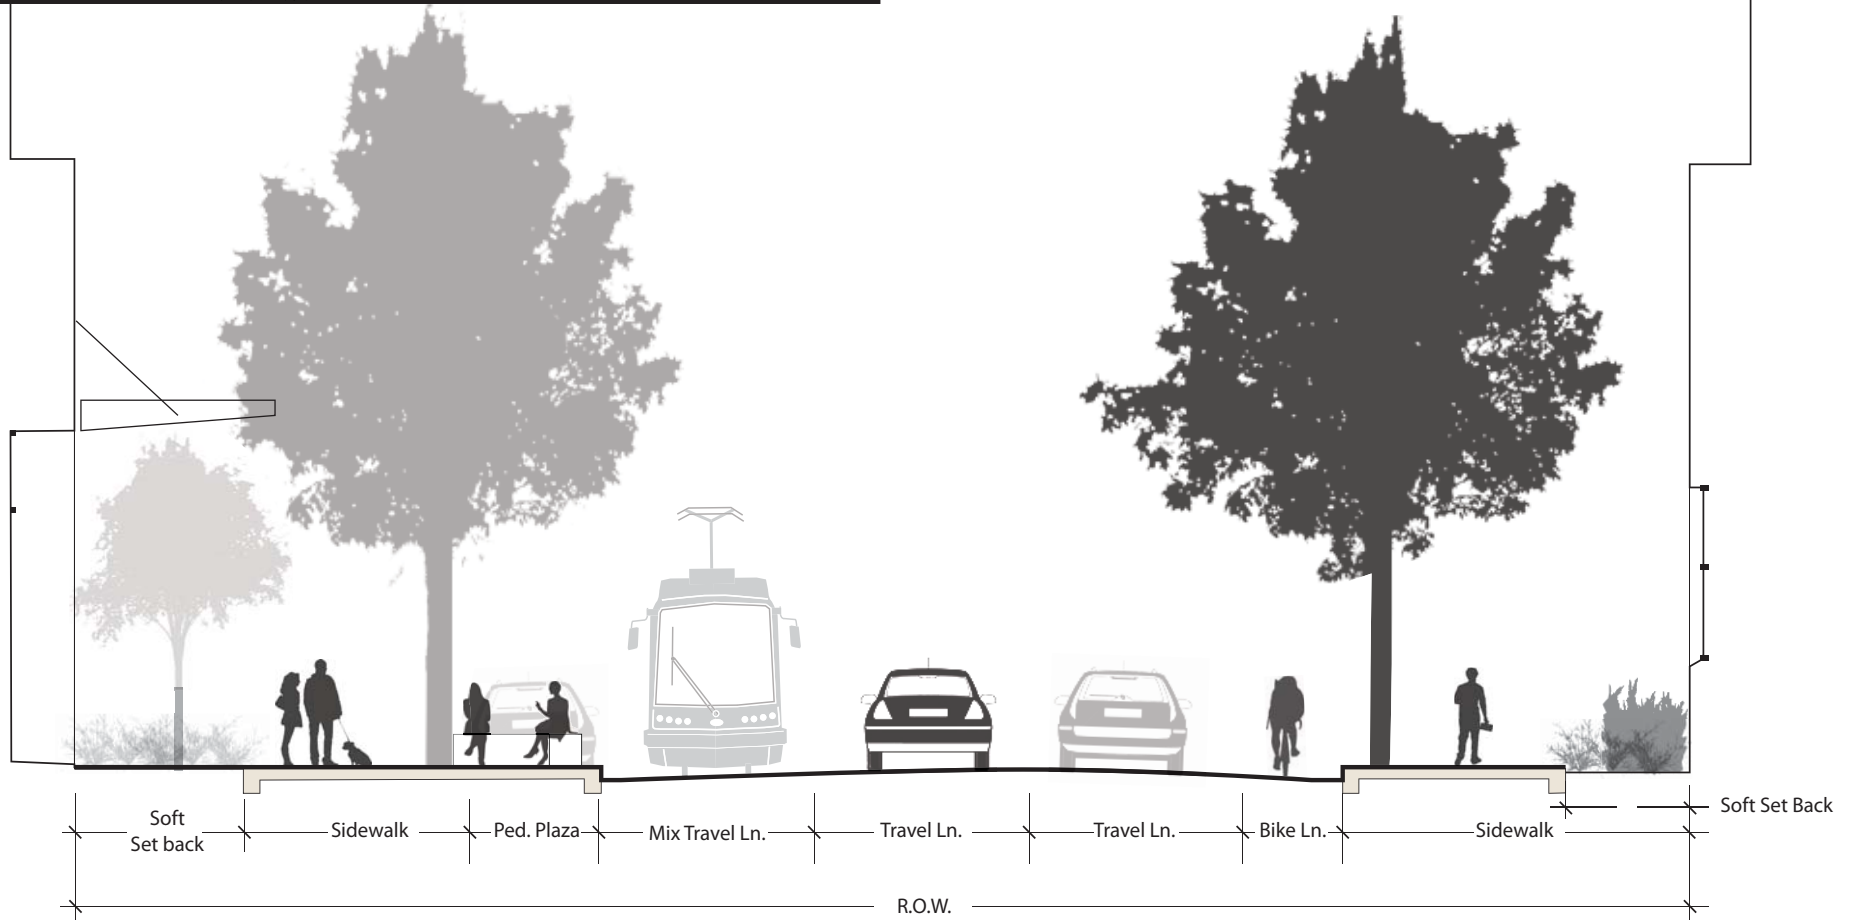 Soft Set Back
Soft
Set back
Sidewalk
Ped. Plaza
Mix Travel Ln.
Travel Ln.
Travel Ln.
Bike Ln.
Sidewalk
R.O.W.